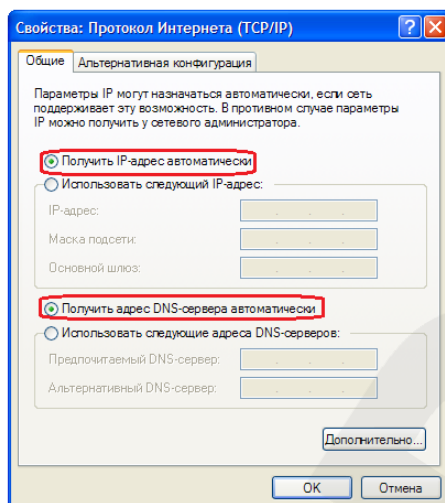 Свойства: Протокол Интернета (TCP/IP)
Общие
Альтернативная конфигурация
Параметры IP могут назначаться автоматически, если сеть
поддерживает эту возможность. В противном случае параметры
IP можно получить у сетевого администратора.
Получить IP-адрес автоматически
Использовать следующий IP-адрес:
IP-адрес:
Маска подсети:
Основной шлюз:
Получить адрес DNS-сервера автоматически
Использовать следующие адреса DNS-серверов:
Предпочитаемый DNS-сервер:
Альтернативный DNS-сервер:
Дополнительно...
OK
Отмена